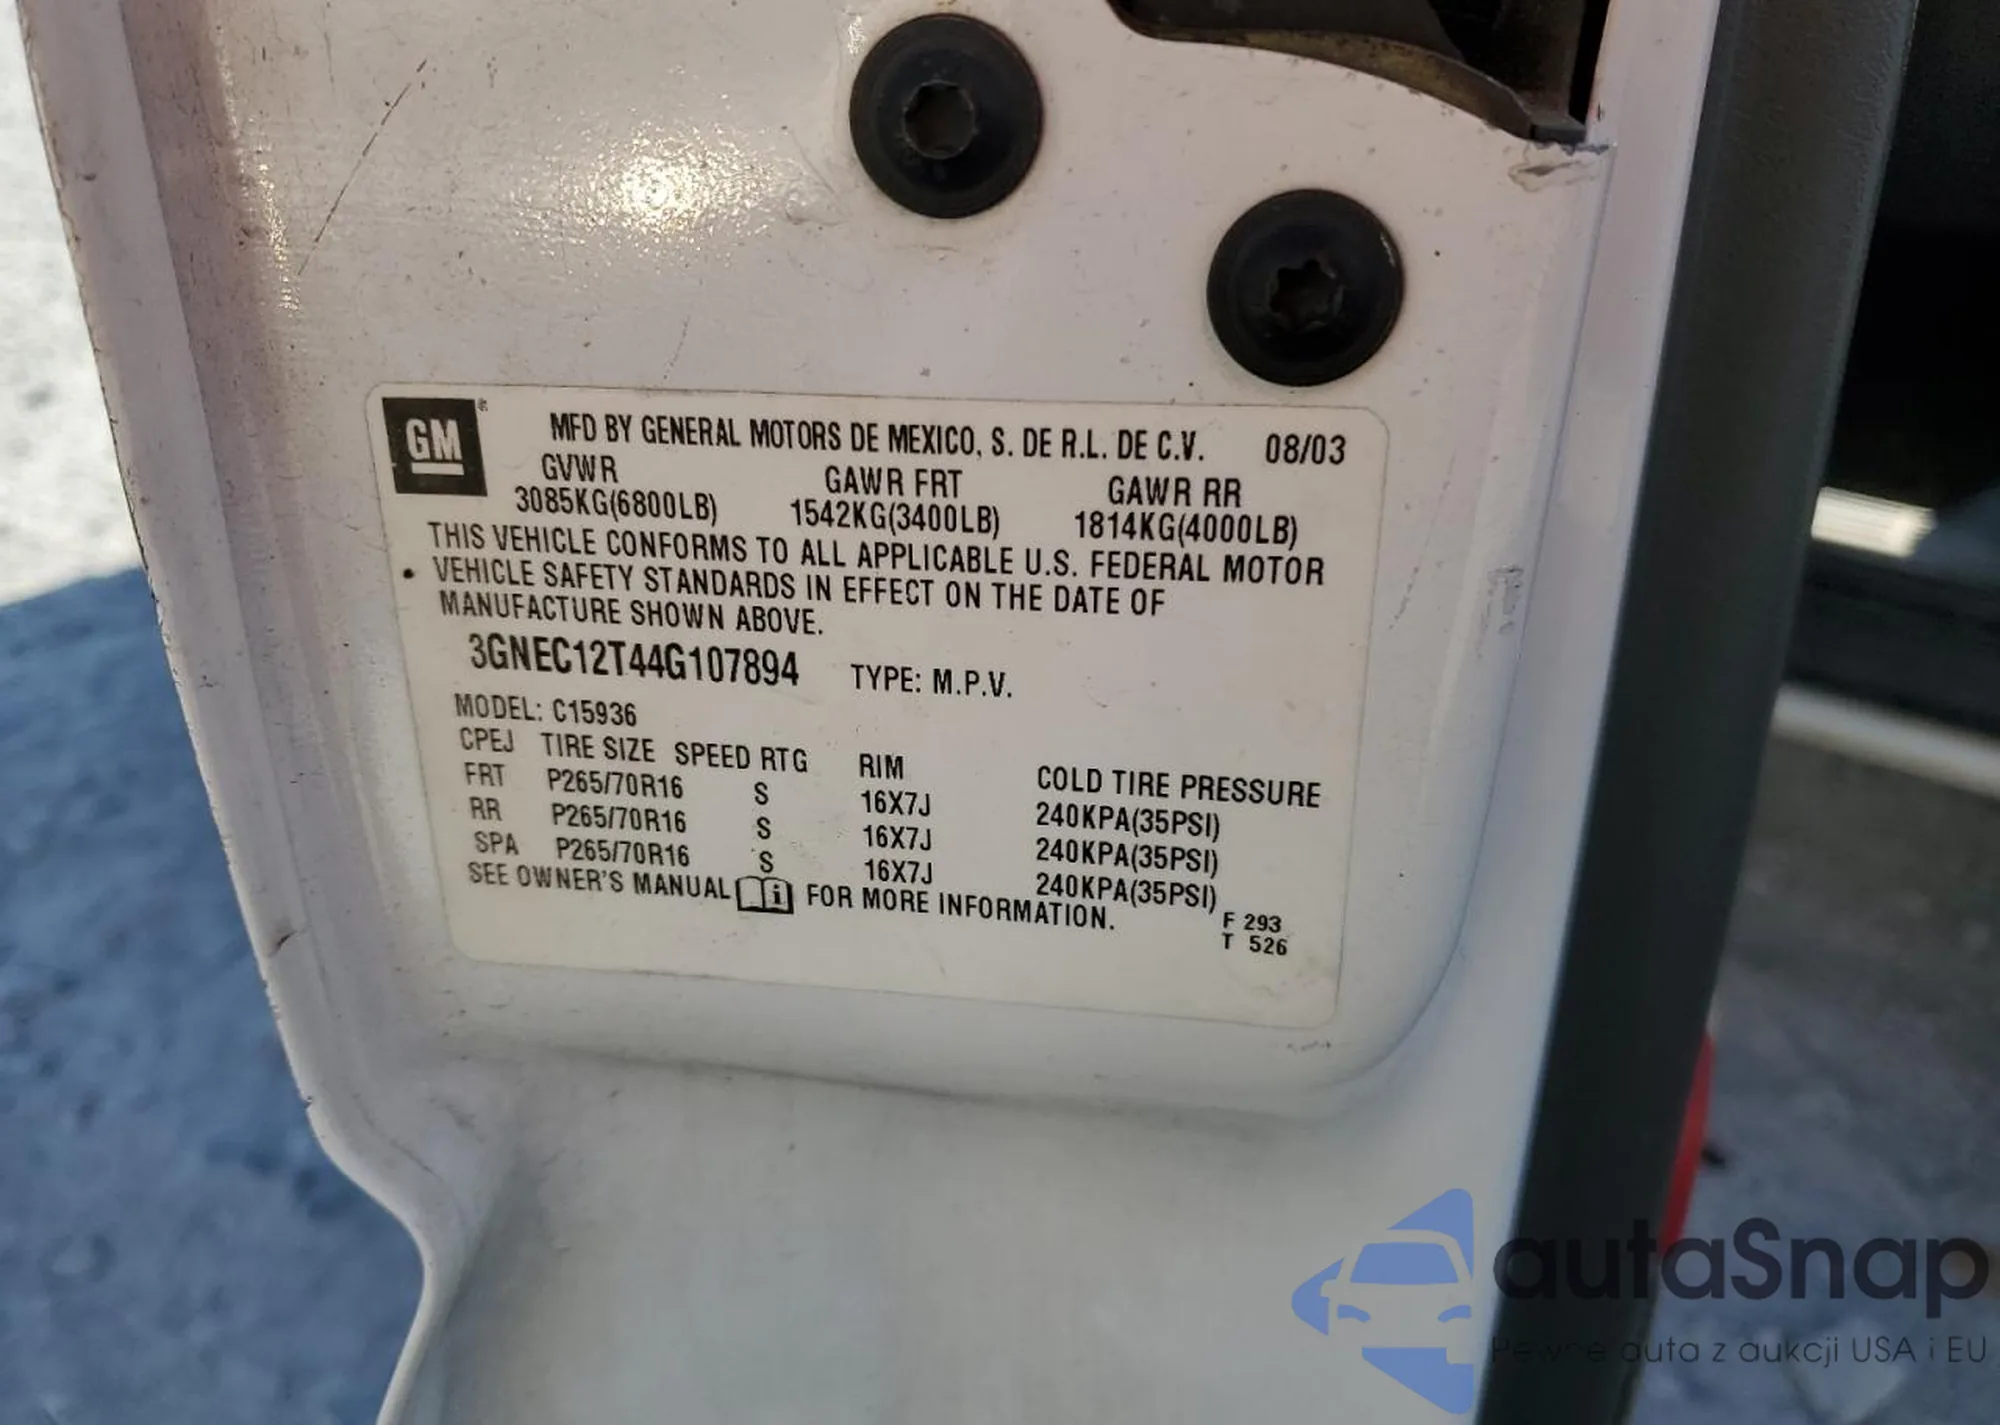 GM
MFD BY GENERAL MOTORS DE MEXICO, S. DE R.L. DE C.V. 08/03
GVWR GAWR FRT GAWR RR
3085KG(6800LB) 1542KG(3400LB) 1814KG(4000LB)
THIS VEHICLE CONFORMS TO ALL APPLICABLE U.S. FEDERAL MOTOR
VEHICLE SAFETY STANDARDS IN EFFECT ON THE DATE OF
MANUFACTURE SHOWN ABOVE.
3GNEC12T44G107894 TYPE: M.P.V.
MODEL: C15936
CPEJ TIRE SIZE SPEED RTG RIM COLD TIRE PRESSURE
FRT P265/70R16 S 16X7J 240KPA(35PSI)
RR P265/70R16 S 16X7J 240KPA(35PSI)
SPA P265/70R16 S 16X7J 240KPA(35PSI)
SEE OWNER'S MANUAL i FOR MORE INFORMATION.
F 293
T 526
autaSnap
Pewne auta z aukcji USA i EU